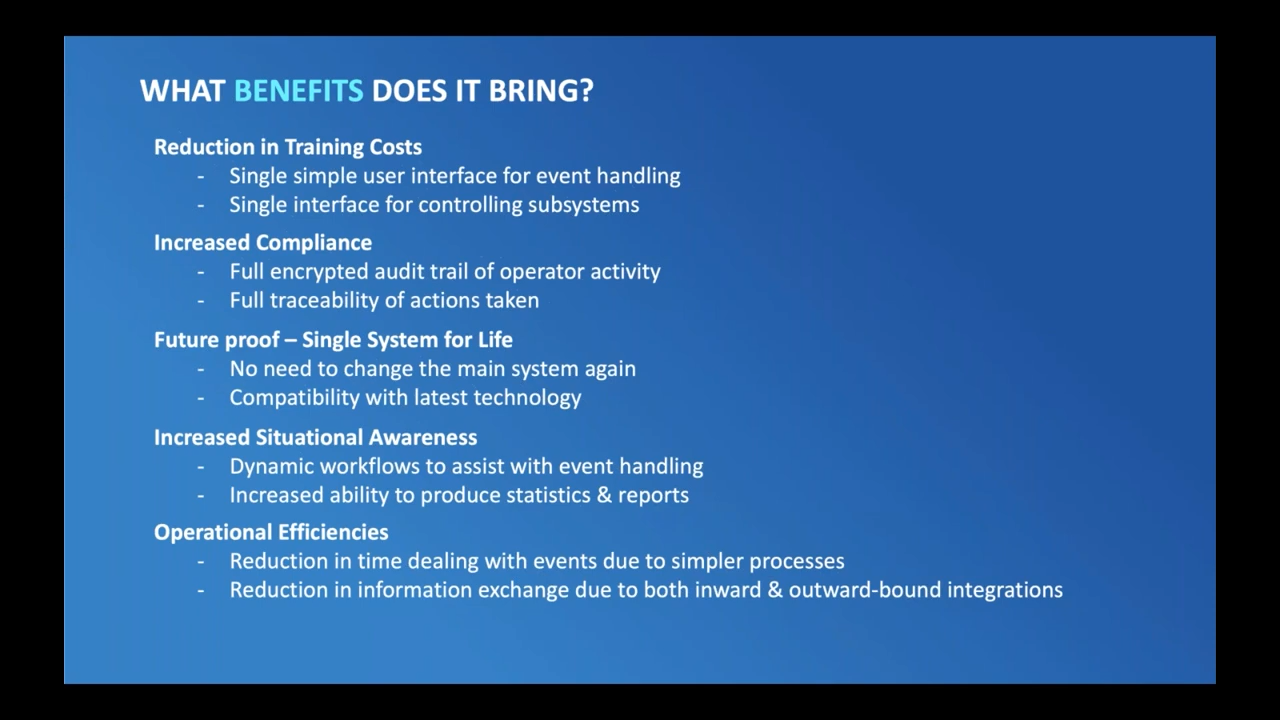 WHAT BENEFITS DOES IT BRING?
Reduction in Training Costs
- Single simple user interface for event handling
- Single interface for controlling subsystems
Increased Compliance
- Full encrypted audit trail of operator activity
- Full traceability of actions taken
Future proof – Single System for Life
- No need to change the main system again
- Compatibility with latest technology
Increased Situational Awareness
- Dynamic workflows to assist with event handling
- Increased ability to produce statistics & reports
Operational Efficiencies
- Reduction in time dealing with events due to simpler processes
- Reduction in information exchange due to both inward & outward-bound integrations